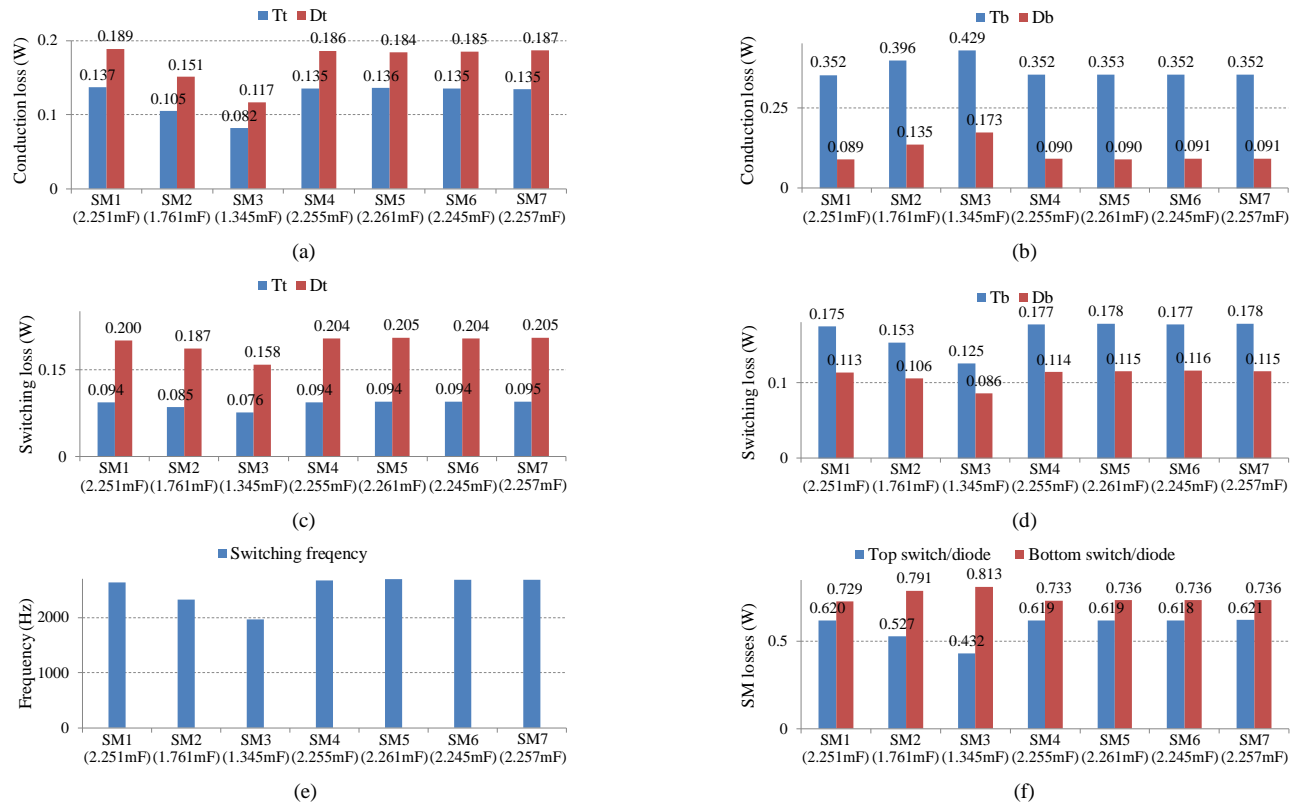 Tt Dt
Conduction loss (W)
0.2
0.1
0
0.189
0.137
0.151
0.105
0.117
0.082
0.186
0.135
0.184
0.136
0.185
0.135
0.187
0.135
SM1 SM2 SM3 SM4 SM5 SM6 SM7
(2.251mF) (1.761mF) (1.345mF) (2.255mF) (2.261mF) (2.245mF) (2.257mF)
(a)
Tb Db
Conduction loss (W)
0.25
0
0.352
0.089
0.396
0.135
0.429
0.173
0.352
0.090
0.353
0.090
0.352
0.091
0.352
0.091
SM1 SM2 SM3 SM4 SM5 SM6 SM7
(2.251mF) (1.761mF) (1.345mF) (2.255mF) (2.261mF) (2.245mF) (2.257mF)
(b)
Tt Dt
Switching loss (W)
0.15
0
0.200
0.094
0.187
0.085
0.158
0.076
0.204
0.094
0.205
0.094
0.204
0.094
0.205
0.095
SM1 SM2 SM3 SM4 SM5 SM6 SM7
(2.251mF) (1.761mF) (1.345mF) (2.255mF) (2.261mF) (2.245mF) (2.257mF)
(c)
Tb Db
Switching loss (W)
0.1
0
0.175
0.113
0.153
0.106
0.125
0.086
0.177
0.114
0.178
0.115
0.177
0.116
0.178
0.115
SM1 SM2 SM3 SM4 SM5 SM6 SM7
(2.251mF) (1.761mF) (1.345mF) (2.255mF) (2.261mF) (2.245mF) (2.257mF)
(d)
Switching freqency
Frequency (Hz)
2000
1000
0
SM1 SM2 SM3 SM4 SM5 SM6 SM7
(2.251mF) (1.761mF) (1.345mF) (2.255mF) (2.261mF) (2.245mF) (2.257mF)
(e)
Top switch/diode Bottom switch/diode
SM losses (W)
0.5
0
0.729
0.620
0.791
0.527
0.813
0.432
0.733
0.619
0.736
0.619
0.736
0.618
0.736
0.621
SM1 SM2 SM3 SM4 SM5 SM6 SM7
(2.251mF) (1.761mF) (1.345mF) (2.255mF) (2.261mF) (2.245mF) (2.257mF)
(f)